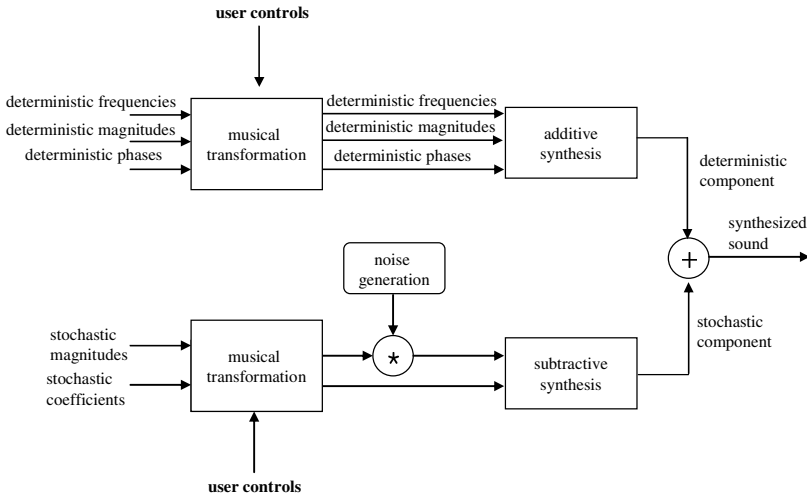 user controls
deterministic frequencies
deterministic magnitudes
deterministic phases
musical
transformation
deterministic frequencies
deterministic magnitudes
deterministic phases
additive
synthesis
deterministic
component
synthesized
sound
+
noise
generation
stochastic
magnitudes
stochastic
coefficients
musical
transformation
*
subtractive
synthesis
stochastic
component
user controls